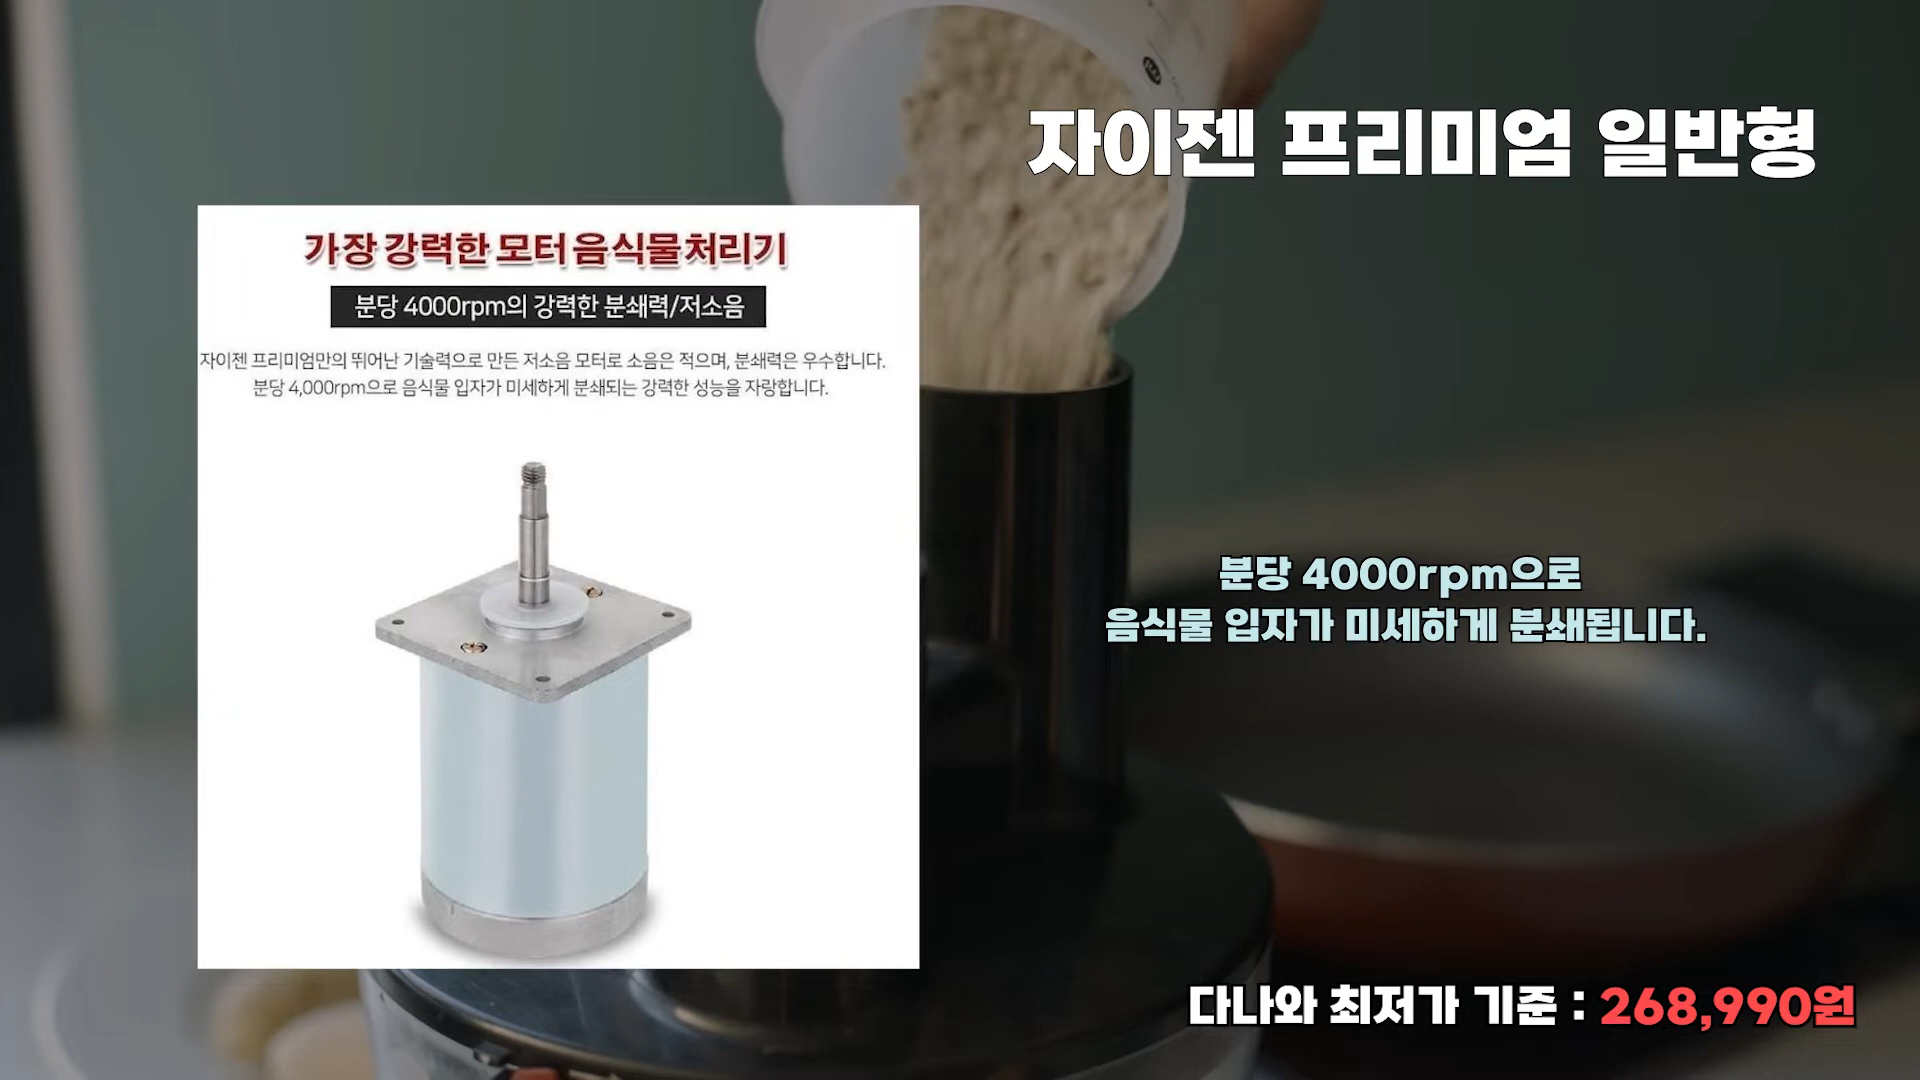 자이젠 프리미엄 일반형
가장 강력한 모터 음식물처리기
분당 4000rpm의 강력한 분쇄력/저소음
자이젠 프리미엄만의 뛰어난 기술력으로 만든 저소음 모터로 소음은 적으며, 분쇄력은 우수합니다.
분당 4,000rpm으로 음식물 입자가 미세하게 분쇄되는 강력한 성능을 자랑합니다.
분당 4000rpm으로
음식물 입자가 미세하게 분쇄됩니다.
다나와 최저가 기준 : 268,990원